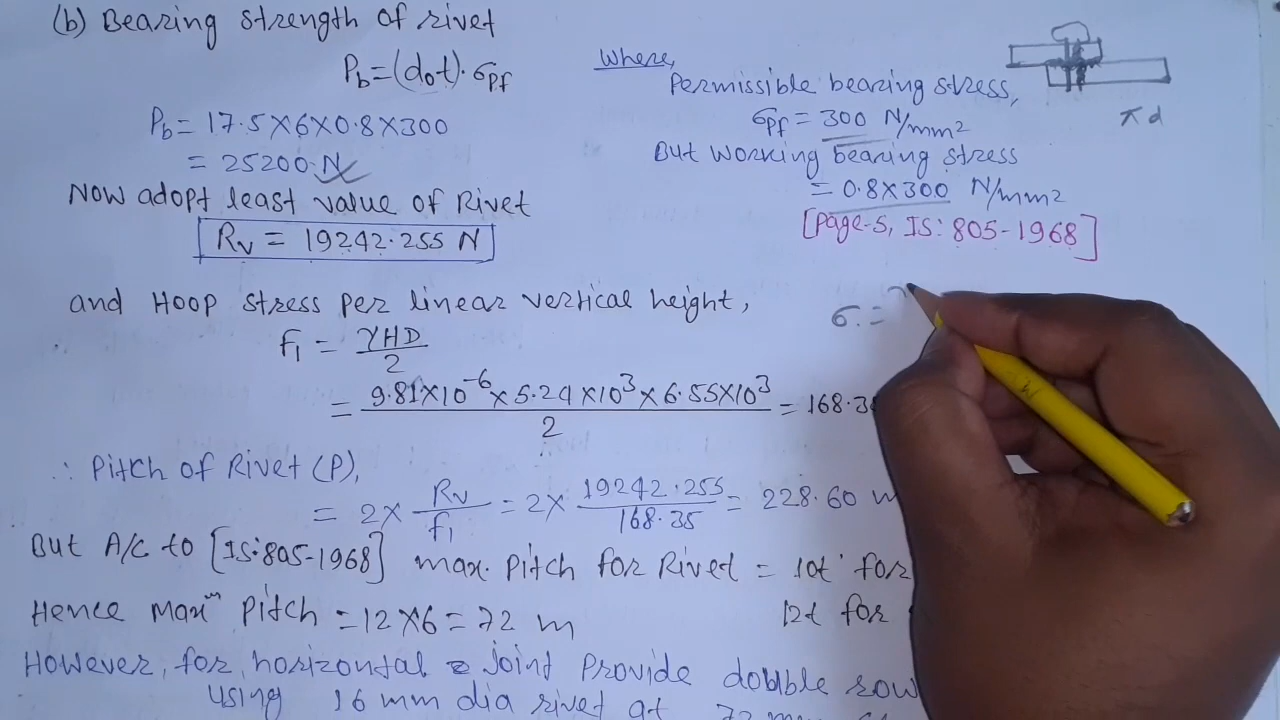 (b) Bearing strength of rivet
Pb = (dot).σpf
Where,
Permissible bearing stress,
σpf = 300 N/mm2
πd
But working bearing stress
= 0.8×300 N/mm2
[page-5, IS: 805-1968]
Pb = 17.5×6×0.8×300
= 25200 N
Now adopt least value of Rivet
Rv = 19242.255 N
and Hoop stress per linear vertical height,
σ =
f1 = γHD/2
= 9.81×10-6 × 5.24×103 × 6.55×103 / 2 = 168.3
∴ Pitch of Rivet (P),
= 2× Rv/f1 = 2× 19242.255/168.35 = 228.60
But A/C to [IS:805-1968] max. pitch for Rivet = 10t for
12t for
Hence maxm pitch = 12×6 = 72 m
However, for horizontal joint provide double row
using 16 mm dia rivet at 72